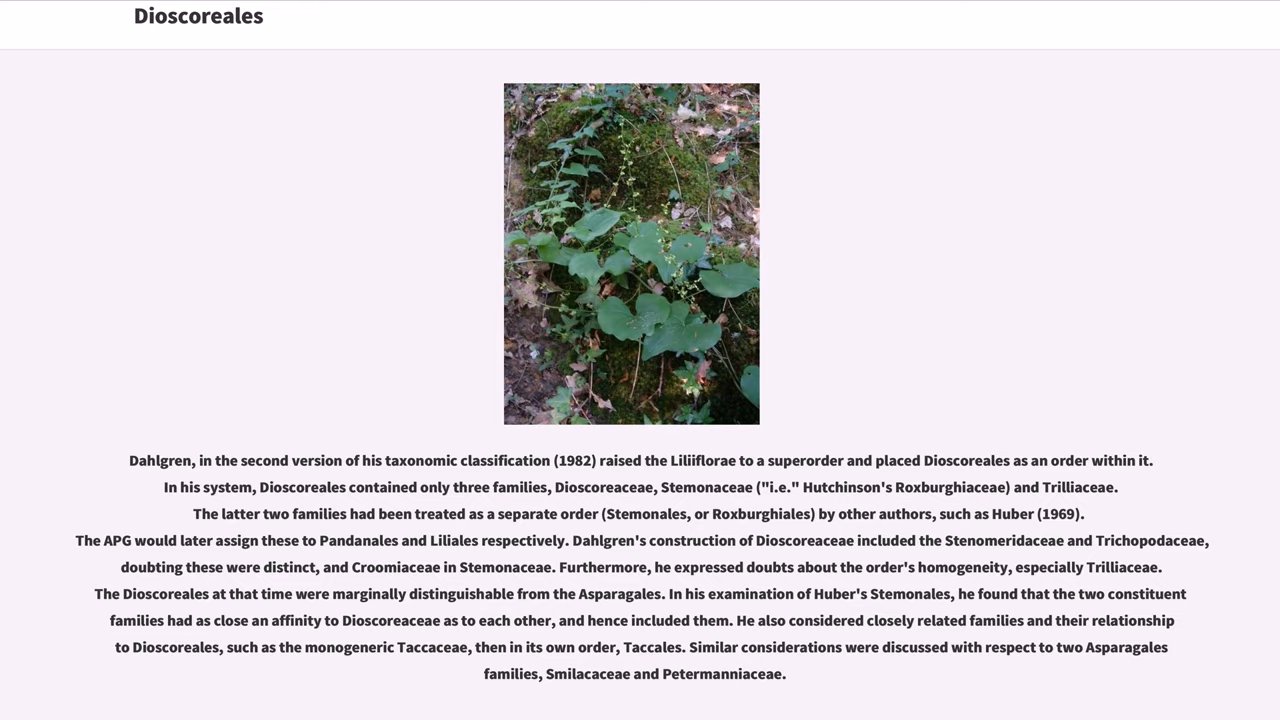 Dioscoreales
Dahlgren, in the second version of his taxonomic classification (1982) raised the Liliiflorae to a superorder and placed Dioscoreales as an order within it.
In his system, Dioscoreales contained only three families, Dioscoreaceae, Stemonaceae ("i.e." Hutchinson's Roxburghiaceae) and Trilliaceae.
The latter two families had been treated as a separate order (Stemonales, or Roxburghiales) by other authors, such as Huber (1969).
The APG would later assign these to Pandanales and Liliales respectively. Dahlgren's construction of Dioscoreaceae included the Stenomeridaceae and Trichopodaceae,
doubting these were distinct, and Croomiaceae in Stemonaceae. Furthermore, he expressed doubts about the order's homogeneity, especially Trilliaceae.
The Dioscoreales at that time were marginally distinguishable from the Asparagales. In his examination of Huber's Stemonales, he found that the two constituent
families had as close an affinity to Dioscoreaceae as to each other, and hence included them. He also considered closely related families and their relationship
to Dioscoreales, such as the monogeneric Taccaceae, then in its own order, Taccales. Similar considerations were discussed with respect to two Asparagales
families, Smilacaceae and Petermanniaceae.